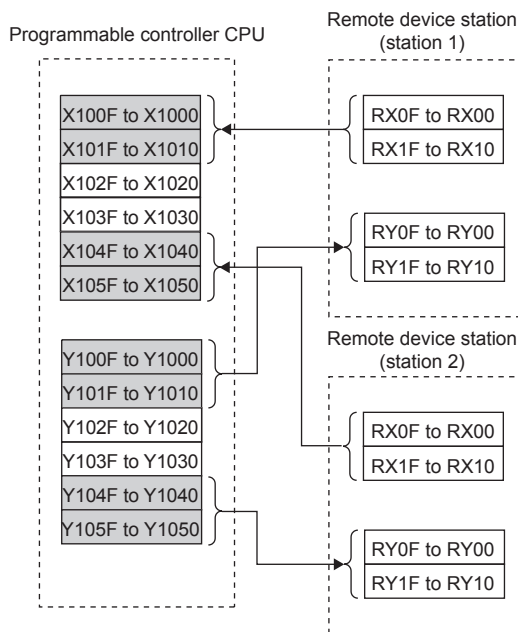 Programmable controller CPU
X100F to X1000
X101F to X1010
X102F to X1020
X103F to X1030
X104F to X1040
X105F to X1050
Y100F to Y1000
Y101F to Y1010
Y102F to Y1020
Y103F to Y1030
Y104F to Y1040
Y105F to Y1050
Remote device station
(station 1)
RX0F to RX00
RX1F to RX10
RY0F to RY00
RY1F to RY10
Remote device station
(station 2)
RX0F to RX00
RX1F to RX10
RY0F to RY00
RY1F to RY10